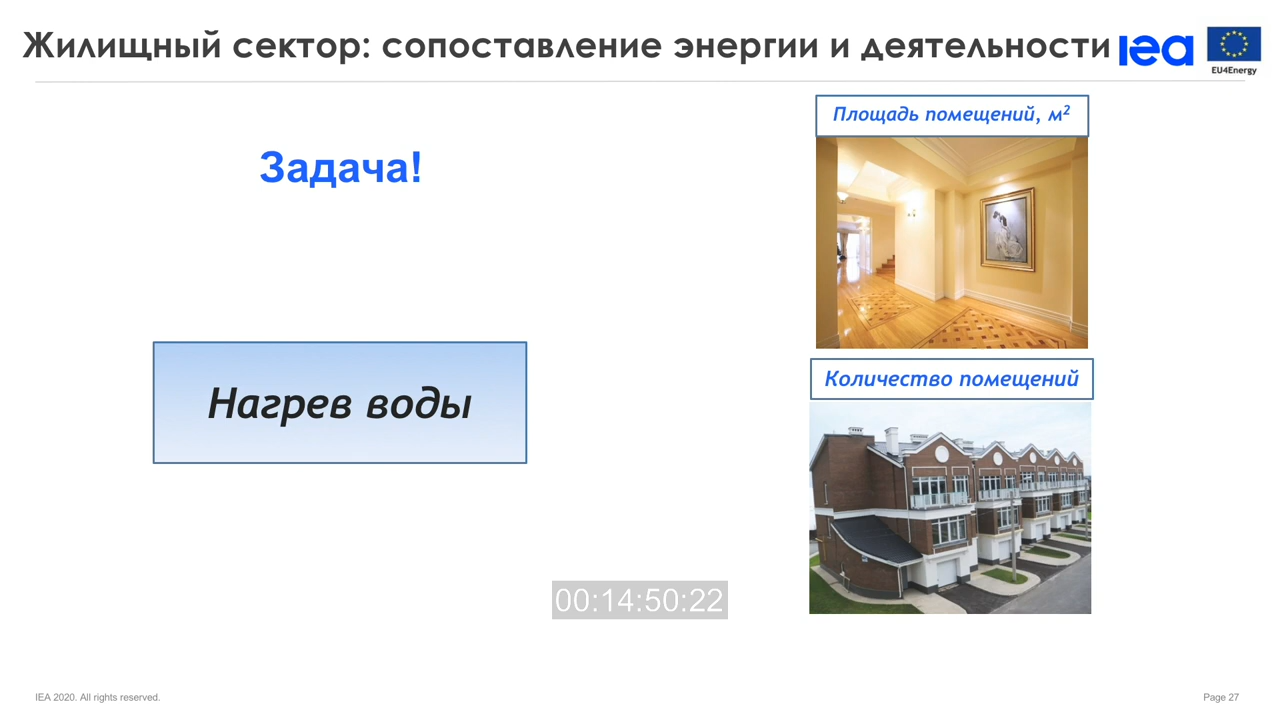 Жилищный сектор: сопоставление энергии и деятельности
iea
EU4Energy
Задача!
Площадь помещений, м²
Нагрев воды
Количество помещений
00:14:50:22
IEA 2020. All rights reserved.
Page 27